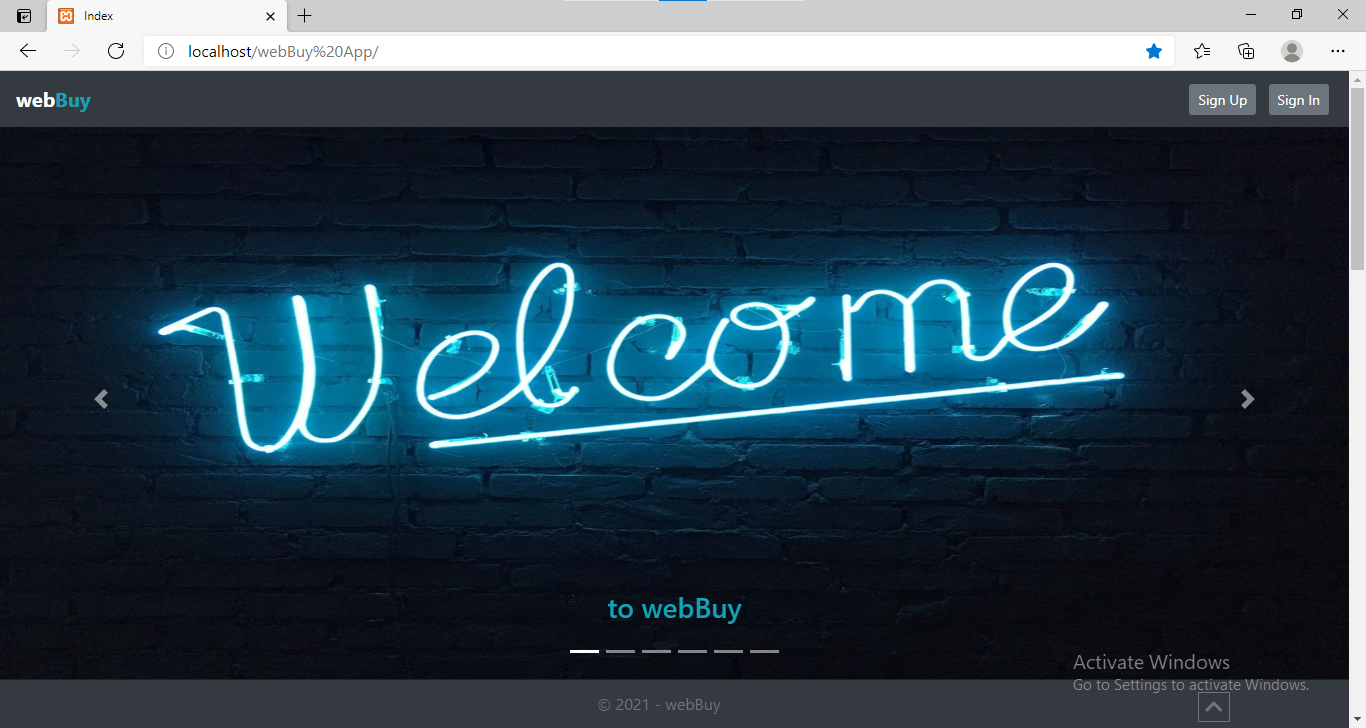 Index
localhost/webBuy%20App/
webBuy
Sign Up
Sign In
Welcome
to webBuy
Activate Windows
Go to Settings to activate Windows.
© 2021 - webBuy